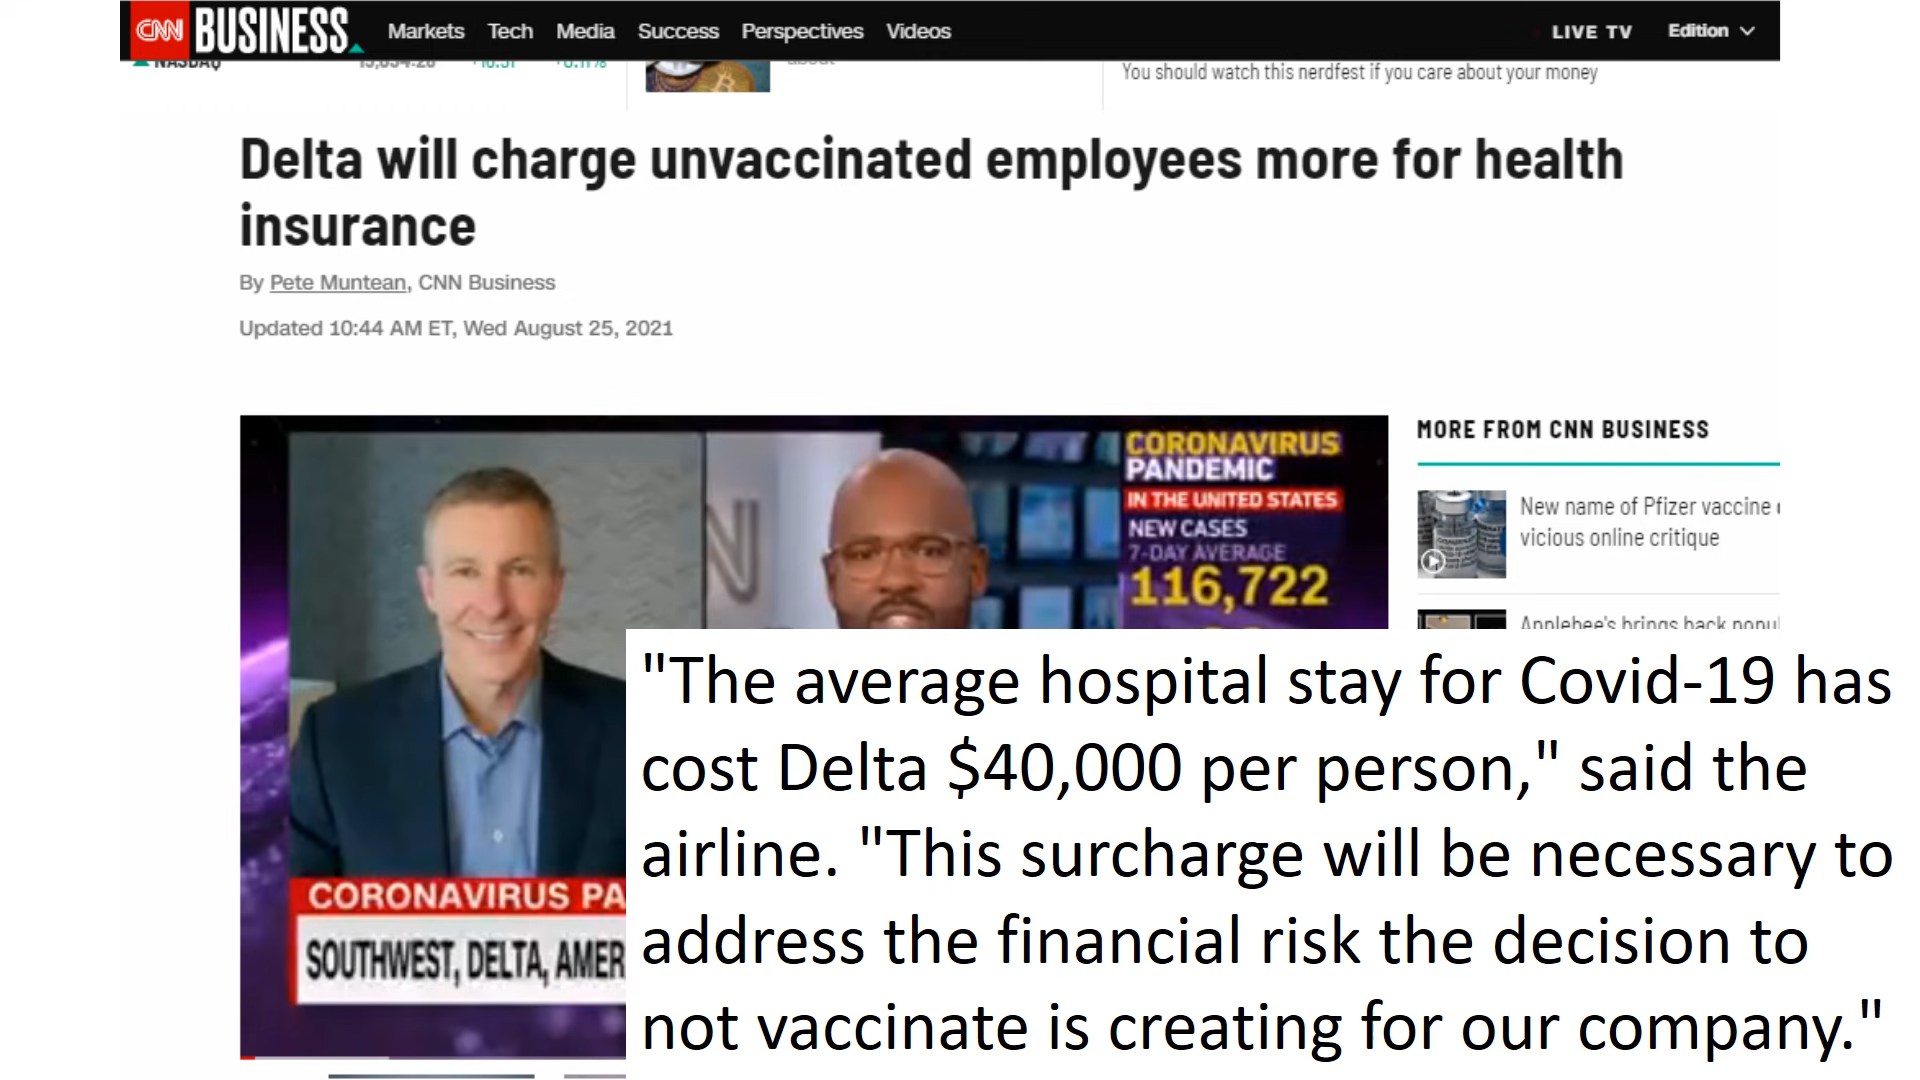 CNN BUSINESS Markets Tech Media Success Perspectives Videos LIVE TV Edition
NASDAQ
You should watch this nerdfest if you care about your money
Delta will charge unvaccinated employees more for health
insurance
By Pete Muntean, CNN Business
Updated 10:44 AM ET, Wed August 25, 2021
CORONAVIRUS
PANDEMIC
IN THE UNITED STATES
NEW CASES
7-DAY AVERAGE
116,722
CORONAVIRUS PA
SOUTHWEST, DELTA, AMER
MORE FROM CNN BUSINESS
New name of Pfizer vaccine
vicious online critique
Applebee's brings back
"The average hospital stay for Covid-19 has
cost Delta $40,000 per person," said the
airline. "This surcharge will be necessary to
address the financial risk the decision to
not vaccinate is creating for our company."